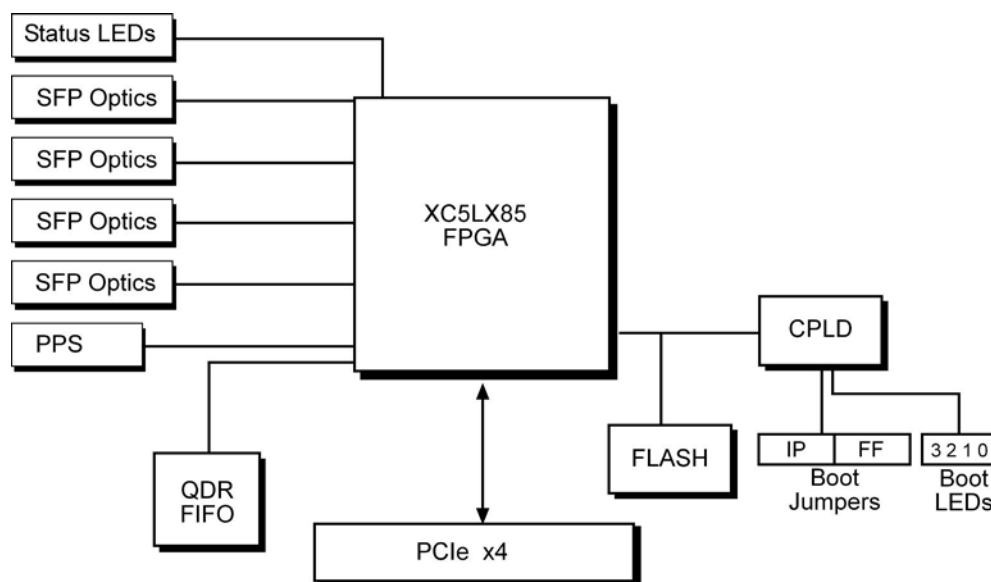 Status LEDs
SFP Optics
SFP Optics
SFP Optics
SFP Optics
PPS
XC5LX85
FPGA
CPLD
QDR
FIFO
FLASH
IP FF
Boot
Jumpers
3 2 1 0
Boot
LEDs
PCIe x4